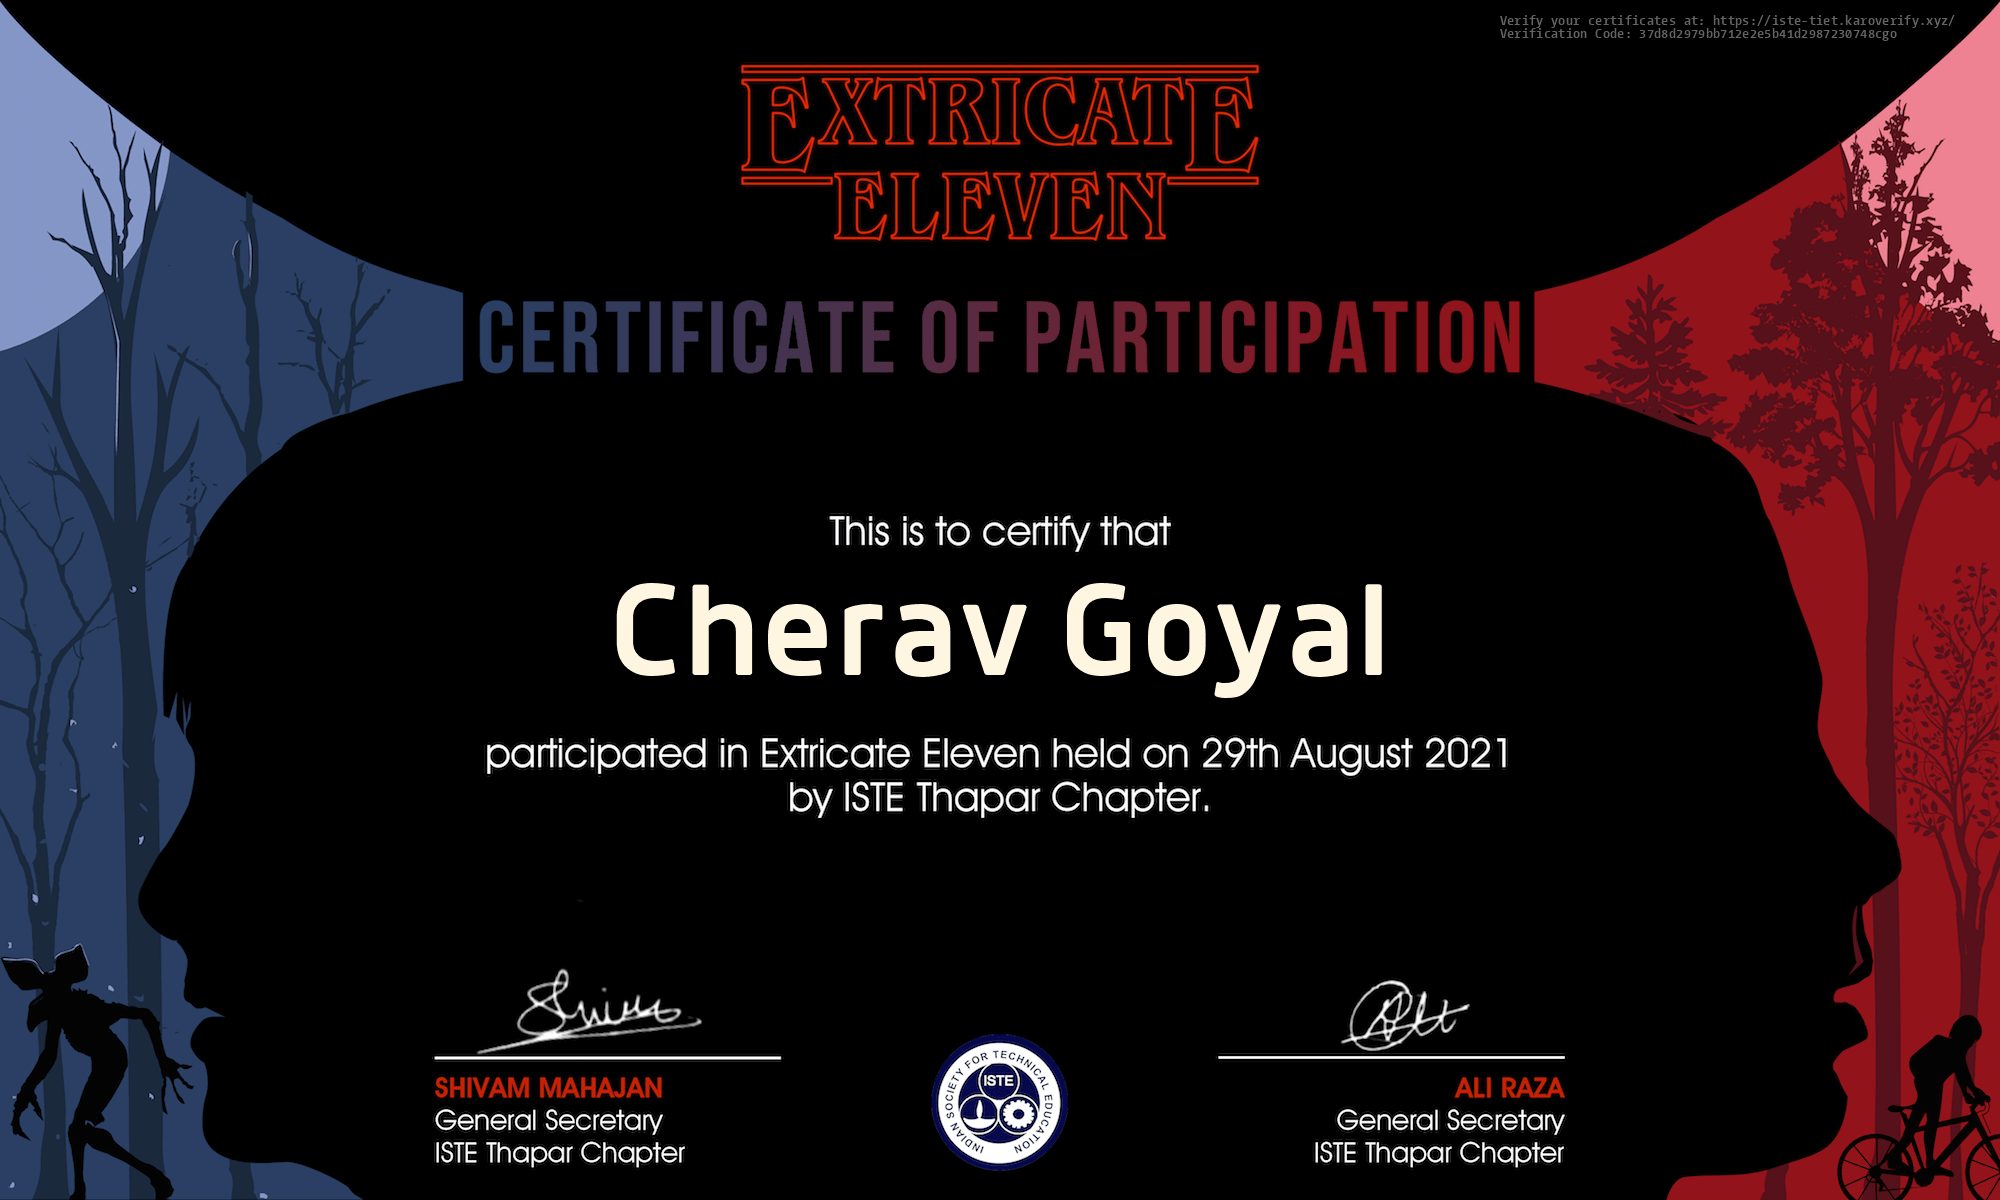 Verify your certificates at: https://iste-tiet.karoverify.xyz/
Verification Code: 37d8d2979bb712e2e5b41d2987230748cgo
EXTRICATE
ELEVEN
CERTIFICATE OF PARTICIPATION
This is to certify that
Cherav Goyal
participated in Extricate Eleven held on 29th August 2021
by ISTE Thapar Chapter.
SHIVAM MAHAJAN
General Secretary
ISTE Thapar Chapter
INDIAN SOCIETY FOR TECHNICAL EDUCATION
ISTE
ALI RAZA
General Secretary
ISTE Thapar Chapter